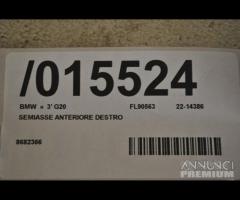 /015524
BMW » 3' G20 FL90563 22-14386
SEMIASSE ANTERIORE DESTRO
8682366
ANNUNCI
PREMIUM